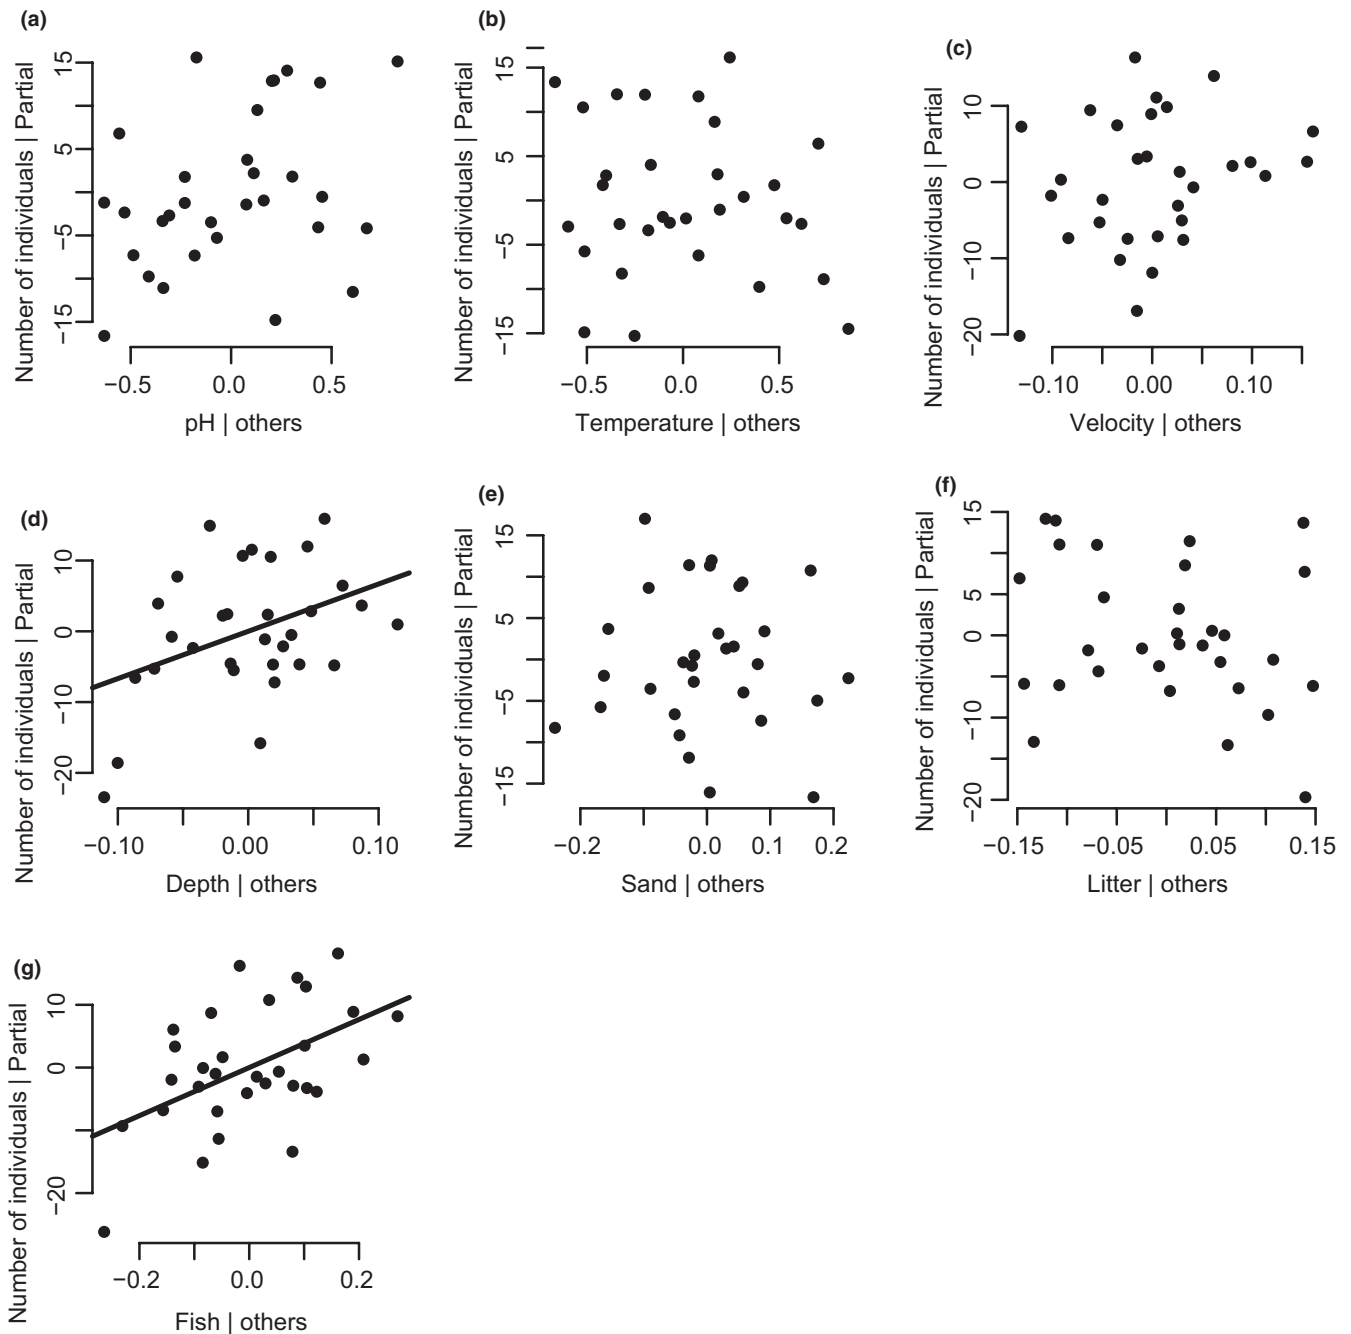 (a)
Number of individuals | Partial
15
5
−5
−15
−0.5 0.0 0.5
pH | others
(b)
Number of individuals | Partial
15
5
−5
−15
−0.5 0.0 0.5
Temperature | others
(c)
Number of individuals | Partial
10
0
−10
−20
−0.10 0.00 0.10
Velocity | others
(d)
Number of individuals | Partial
10
0
−10
−20
−0.10 0.00 0.10
Depth | others
(e)
Number of individuals | Partial
15
5
−5
−15
−0.2 0.0 0.1 0.2
Sand | others
(f)
Number of individuals | Partial
15
5
0
−10
−20
−0.15 −0.05 0.05 0.15
Litter | others
(g)
Number of individuals | Partial
10
0
−20
−0.2 0.0 0.2
Fish | others